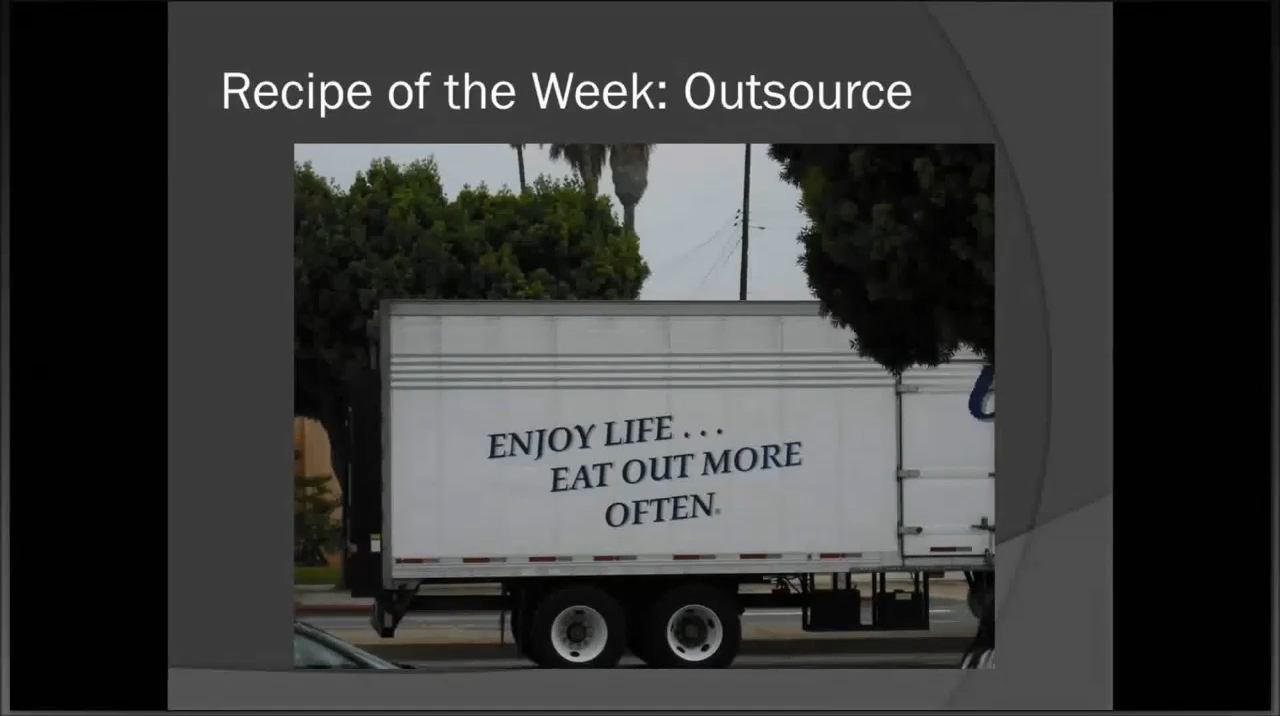 Recipe of the Week: Outsource
ENJOY LIFE . . .
EAT OUT MORE
OFTEN®